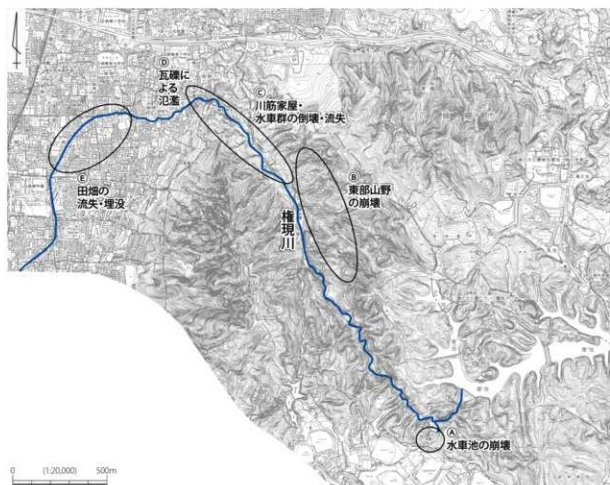 Ⓓ
瓦礫に
よる
氾濫
Ⓒ
川筋家屋・
水車群の倒壊・流失
Ⓑ
東部山野
の崩壊
Ⓔ
田畑の
流失・埋没
権現川
Ⓐ
水車池の崩壊
0 (1:20,000) 500m